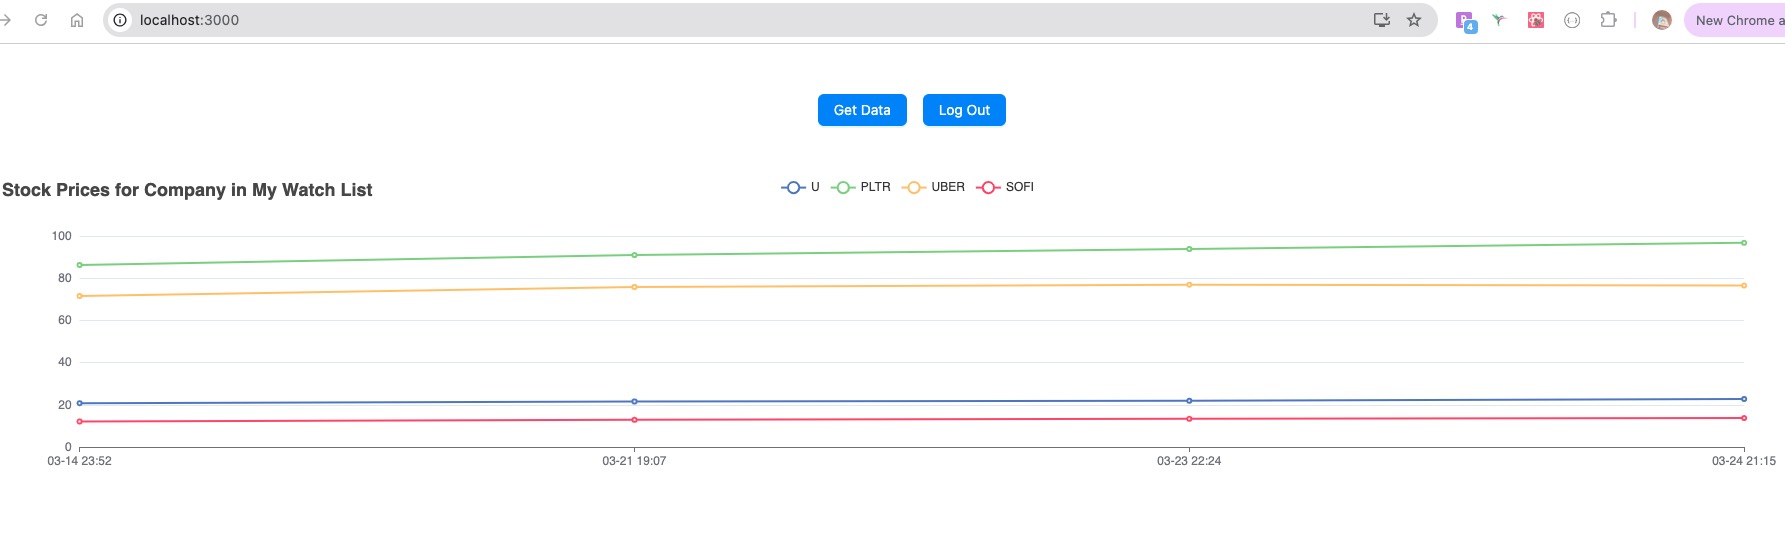 localhost:3000
4
New Chrome a
Get Data Log Out
Stock Prices for Company in My Watch List
U PLTR UBER SOFI
100
80
60
40
20
0
03-14 23:52 03-21 19:07 03-23 22:24 03-24 21:15